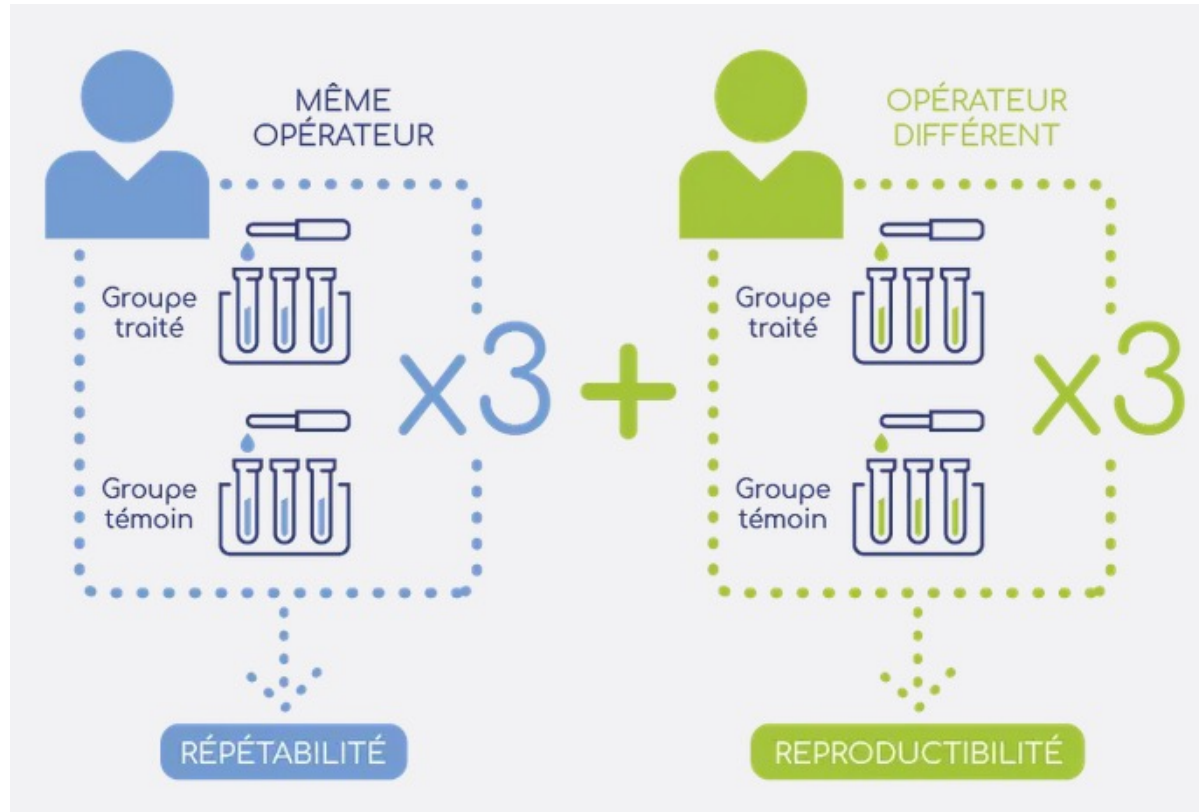 MÊME
OPÉRATEUR
Groupe
traité
Groupe
témoin
x3
RÉPÉTABILITÉ
+
OPÉRATEUR
DIFFÉRENT
Groupe
traité
Groupe
témoin
x3
REPRODUCTIBILITÉ